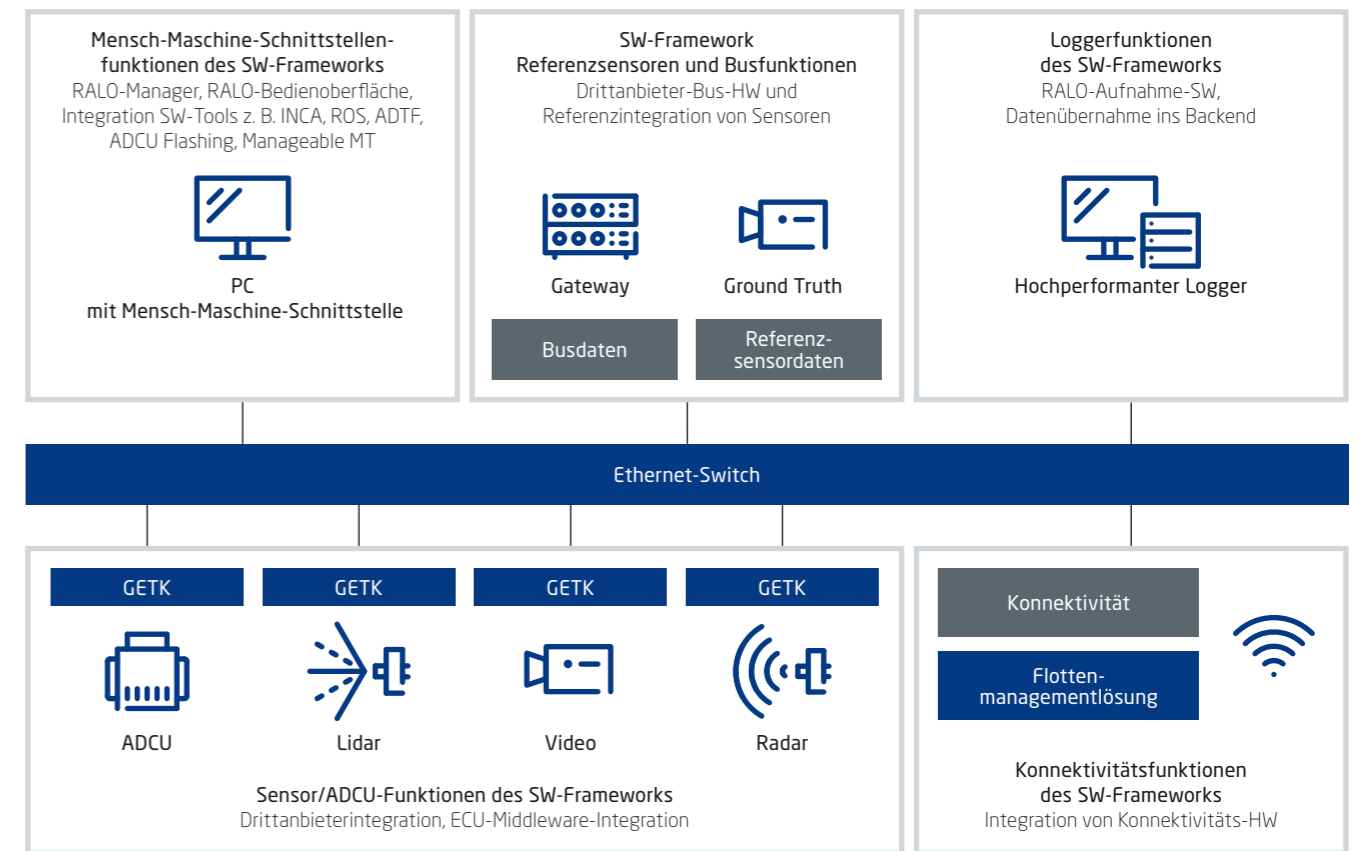 Mensch-Maschine-Schnittstellen-
funktionen des SW-Frameworks
RALO-Manager, RALO-Bedienoberfläche,
Integration SW-Tools z. B. INCA, ROS, ADTF,
ADCU Flashing, Manageable MT
PC
mit Mensch-Maschine-Schnittstelle
SW-Framework
Referenzsensoren und Busfunktionen
Drittanbieter-Bus-HW und
Referenzintegration von Sensoren
Gateway
Ground Truth
Busdaten
Referenz-
sensordaten
Loggerfunktionen
des SW-Frameworks
RALO-Aufnahme-SW,
Datenübernahme ins Backend
Hochperformanter Logger
Ethernet-Switch
GETK
GETK
GETK
GETK
ADCU
Lidar
Video
Radar
Sensor/ADCU-Funktionen des SW-Frameworks
Drittanbieterintegration, ECU-Middleware-Integration
Konnektivität
Flotten-
managementlösung
Konnektivitätsfunktionen
des SW-Frameworks
Integration von Konnektivitäts-HW